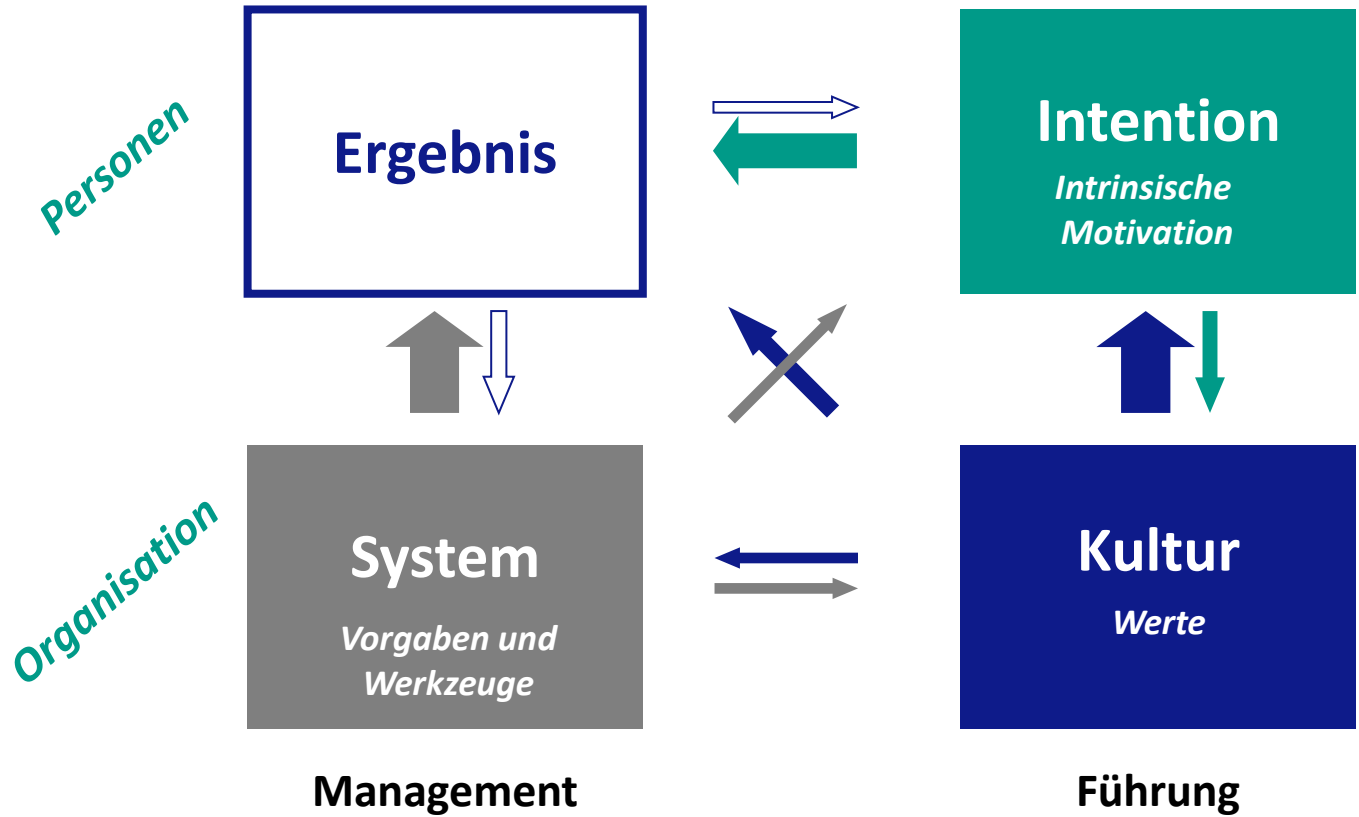 Personen
Ergebnis
Intention
Intrinsische
Motivation
Organisation
System
Vorgaben und
Werkzeuge
Kultur
Werte
Management
Führung